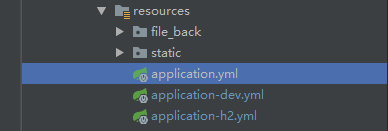 resources
file_back
static
application.yml
application-dev.yml
application-h2.yml